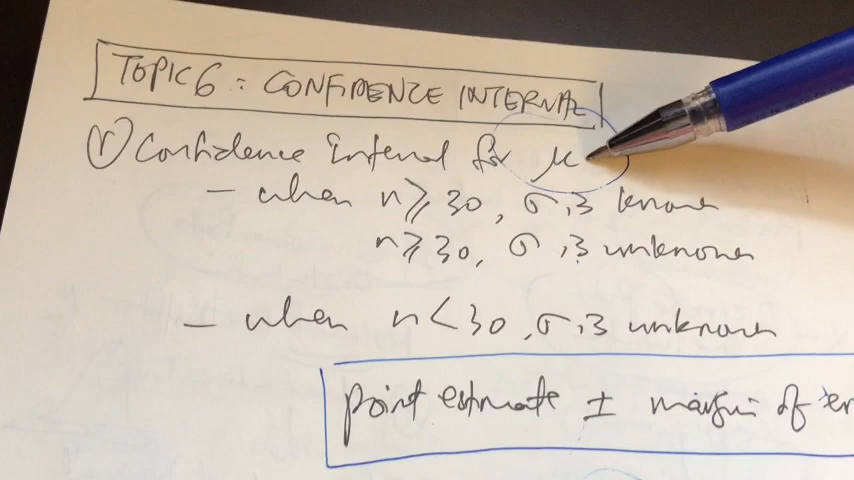 TOPIC 6 : CONFIDENCE INTERVAL
(1) Confidence Interval for μ
– when n ≥ 30, σ is known
n ≥ 30, σ is unknown
– when n < 30, σ is unknown
point estimate ± margin of er